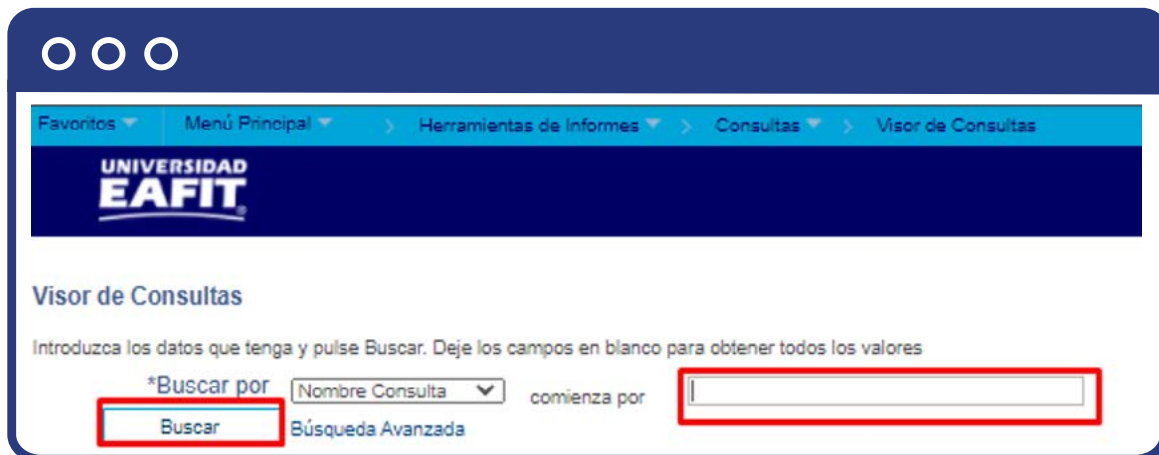 Favoritos Menú Principal > Herramientas de Informes > Consultas > Visor de Consultas
UNIVERSIDAD
EAFIT®
Visor de Consultas
Introduzca los datos que tenga y pulse Buscar. Deje los campos en blanco para obtener todos los valores
*Buscar por Nombre Consulta comienza por
Buscar Búsqueda Avanzada